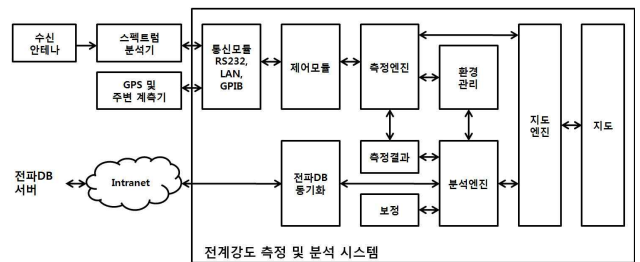 수신
안테나
스펙트럼
분석기
GPS 및
주변 계측기
통신모듈
RS232,
LAN,
GPIB
제어모듈
측정엔진
환경
관리
지도
엔진
지도
측정결과
전파DB
서버
Intranet
전파DB
동기화
보정
분석엔진
전계강도 측정 및 분석 시스템